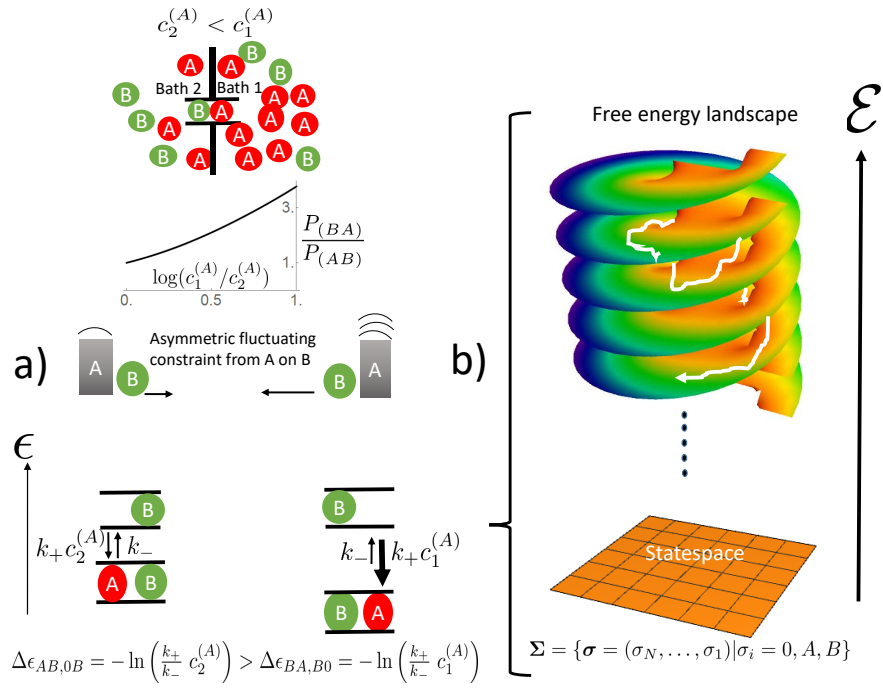 c_2^{(A)} < c_1^{(A)}
B
A A B
Bath 2 Bath 1
B A A A
B A
B A A A A
B A A A A B
3.
P_{(BA)}
P_{(AB)}
1.
log(c_1^{(A)}/c_2^{(A)})
0. 0.5 1.
a)
Asymmetric fluctuating
constraint from A on B
A B B A
ϵ
B B
k_+ c_2^{(A)} k_- k_- k_+ c_1^{(A)}
A B B A
Δϵ_{AB,0B} = −ln(k_+/k_- c_2^{(A)}) > Δϵ_{BA,B0} = −ln(k_+/k_- c_1^{(A)})
b)
Free energy landscape
ℰ
Statespace
Σ = {σ = (σ_N, . . . , σ_1)|σ_i = 0, A, B}